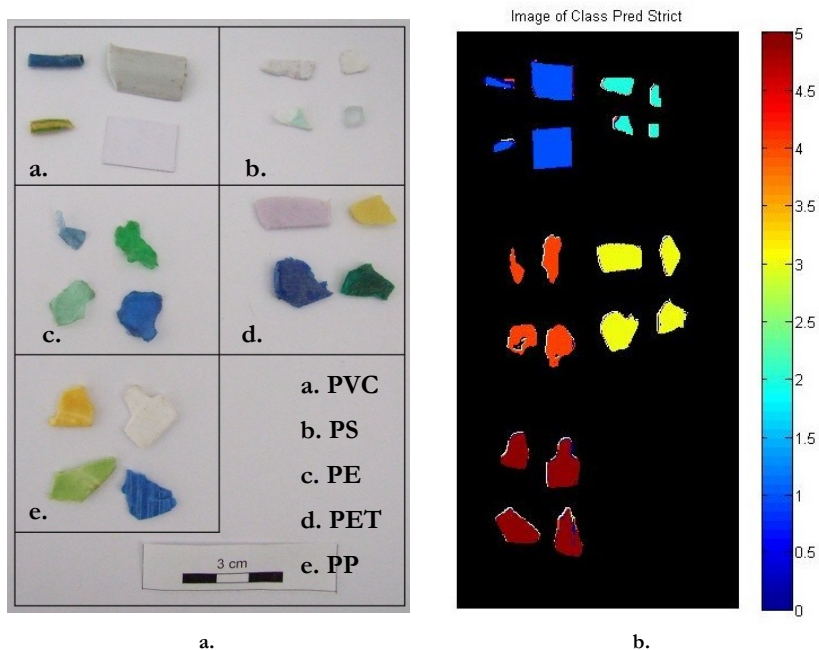 a.
b.
c.
d.
e.
a. PVC
b. PS
c. PE
d. PET
e. PP
3 cm
a.
Image of Class Pred Strict
5
4.5
4
3.5
3
2.5
2
1.5
1
0.5
0
b.